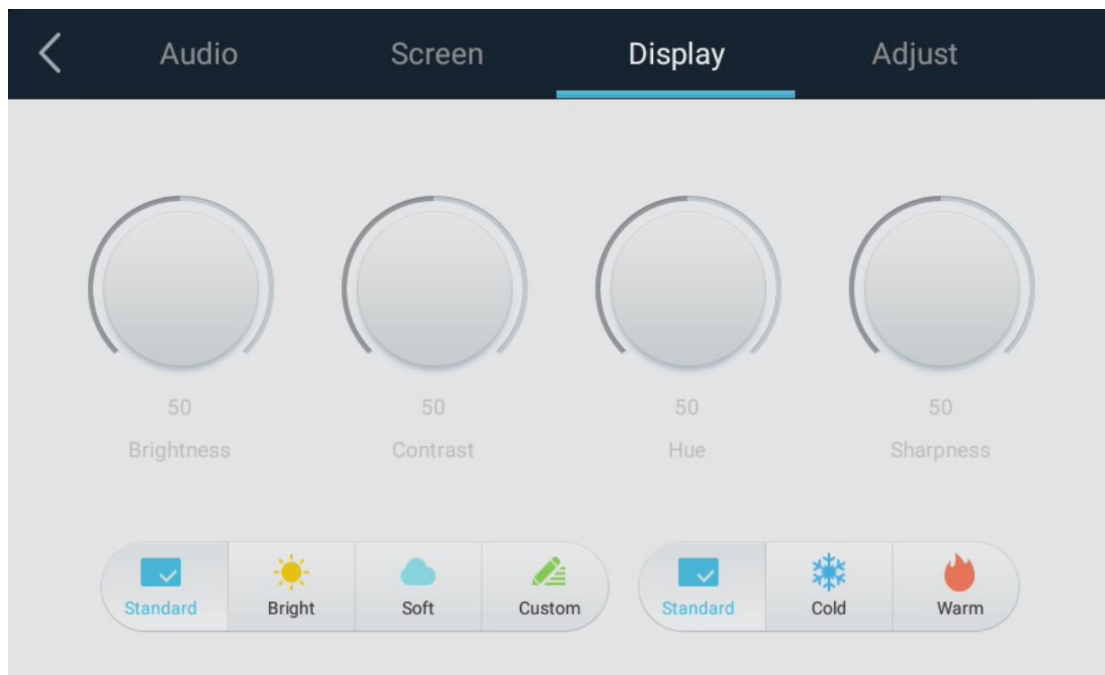 Audio Screen Display Adjust
50 50 50 50
Brightness Contrast Hue Sharpness
Standard Bright Soft Custom Standard Cold Warm